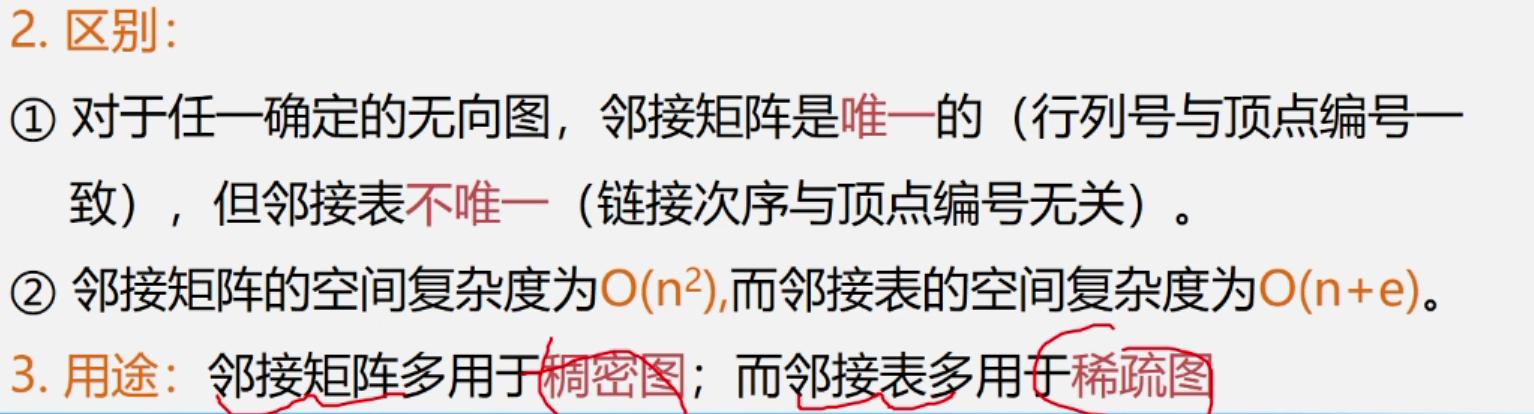 2. 区别：
① 对于任一确定的无向图，邻接矩阵是唯一的（行列号与顶点编号一
致），但邻接表不唯一（链接次序与顶点编号无关）。
② 邻接矩阵的空间复杂度为O(n²),而邻接表的空间复杂度为O(n+e)。
3. 用途：邻接矩阵多用于稠密图；而邻接表多用于稀疏图